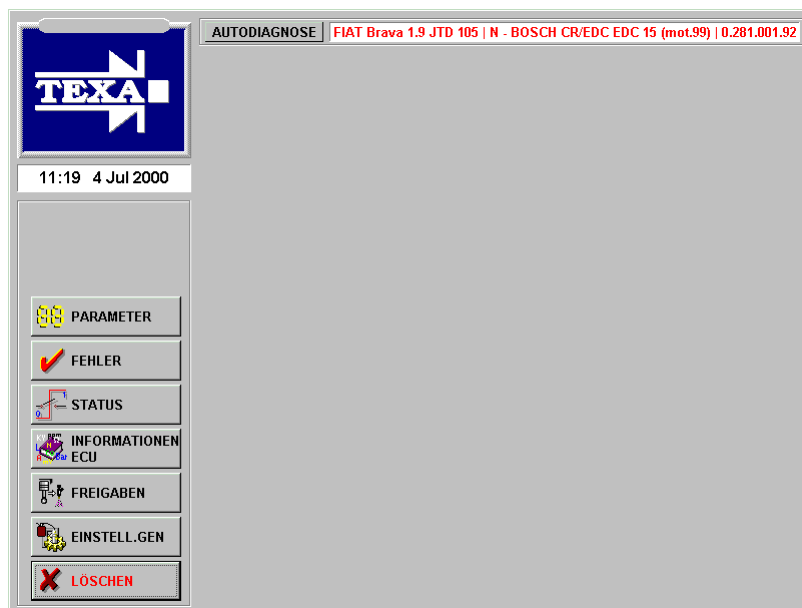 AUTODIAGNOSE FIAT Brava 1.9 JTD 105 | N - BOSCH CR/EDC EDC 15 (mot.99) | 0.281.001.92
TEXA
11:19 4 Jul 2000
PARAMETER
FEHLER
STATUS
INFORMATIONEN
ECU
FREIGABEN
EINSTELL.GEN
LÖSCHEN